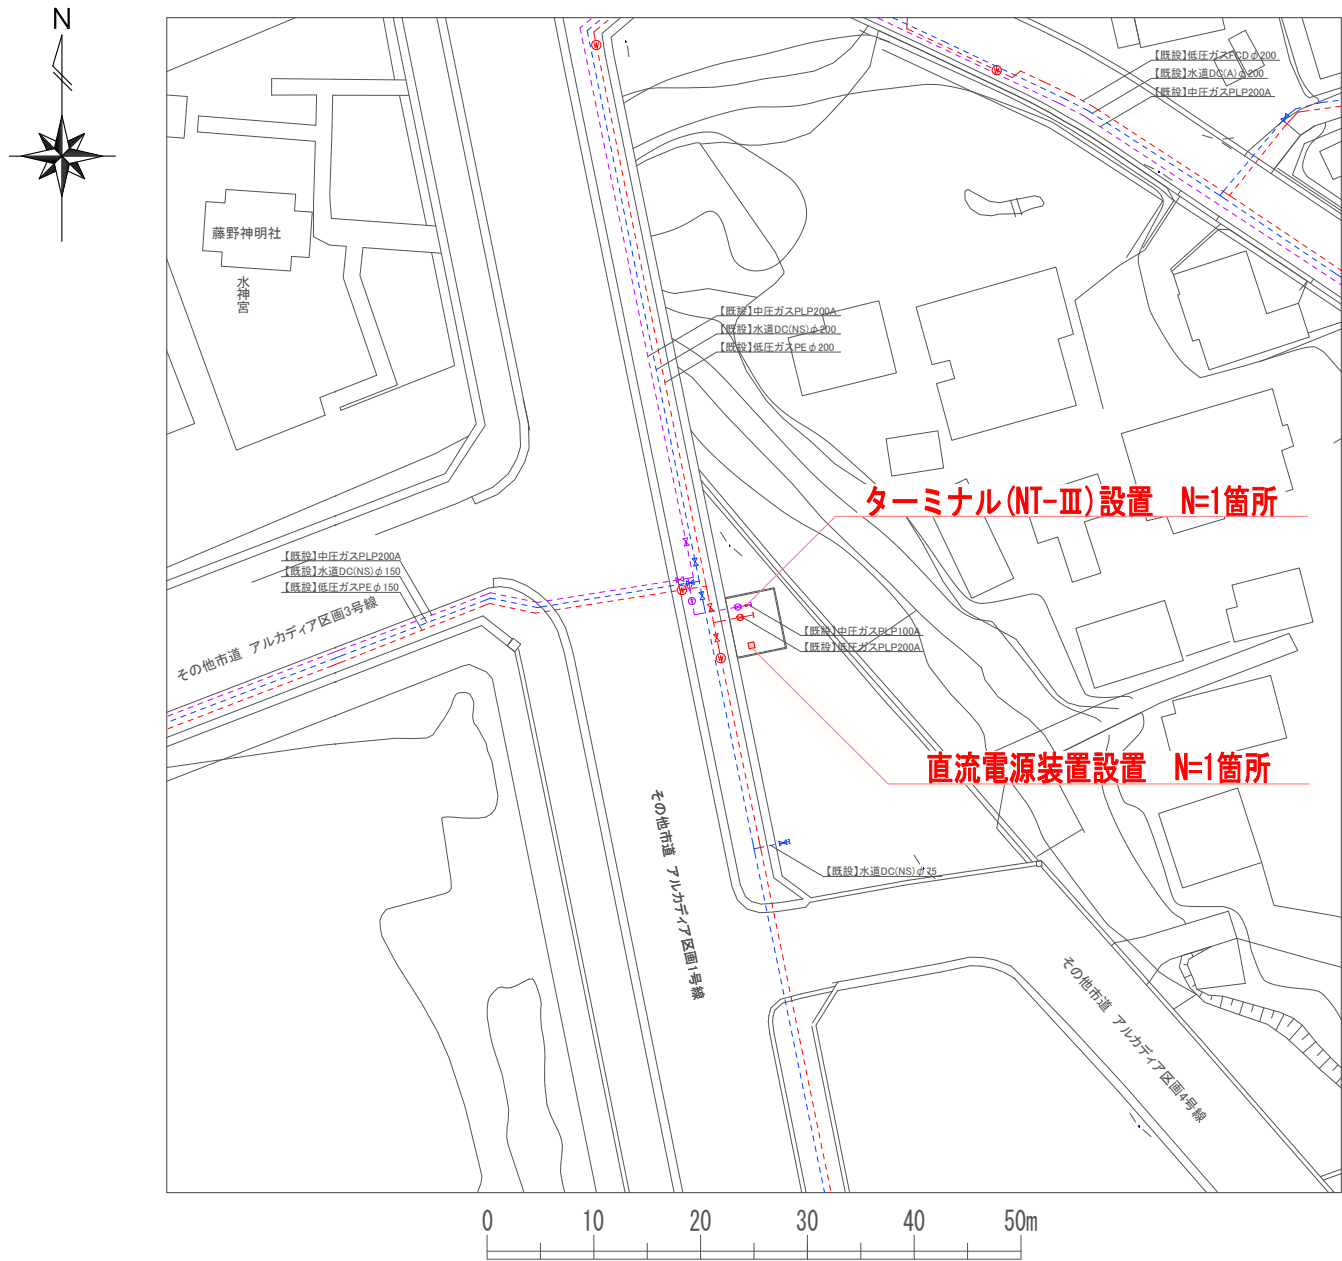 N
【既設】低圧ガスFCDφ200
【既設】水道DC(A)φ200
【既設】中圧ガスPLP200A
藤野神明社
水神宮
【既設】中圧ガスPLP200A
【既設】水道DC(NS)φ200
【既設】低圧ガスPEφ200
ターミナル(NT-Ⅲ)設置 N=1箇所
【既設】中圧ガスPLP200A
【既設】水道DC(NS)φ150
【既設】低圧ガスPEφ150
その他市道 アルカディア区画3号線
【既設】中圧ガスPLP100A
【既設】低圧ガスPLP200A
直流電源装置設置 N=1箇所
その他市道 アルカディア区画1号線
【既設】水道DC(NS)φ75
その他市道 アルカディア区画4号線
0 10 20 30 40 50m